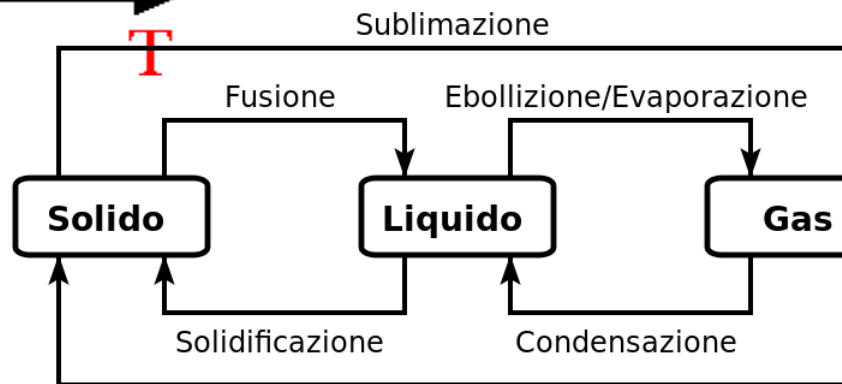 Sublimazione
T
Fusione
Ebollizione/Evaporazione
Solido
Liquido
Gas
Solidificazione
Condensazione